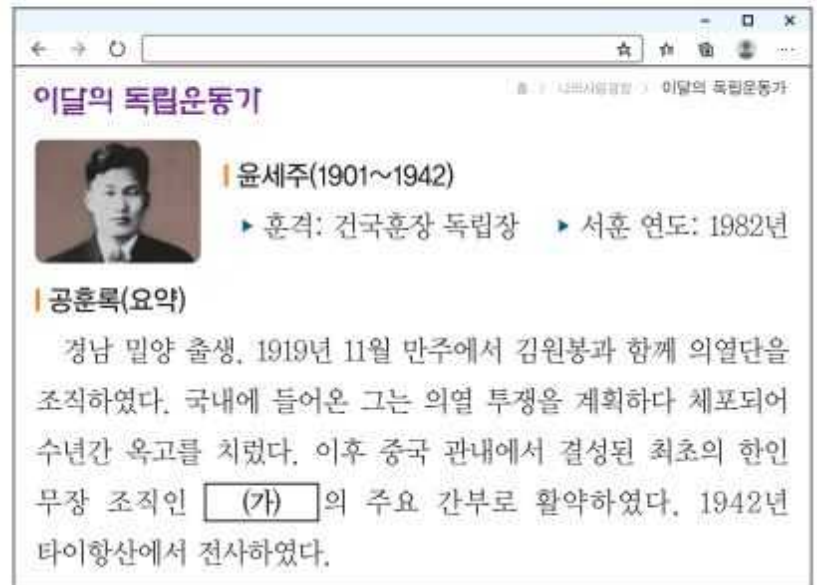 이달의 독립운동가
홈 > 나라사랑광장 > 이달의 독립운동가
윤세주(1901~1942)
▶ 훈격: 건국훈장 독립장 ▶ 서훈 연도: 1982년
공훈록(요약)
경남 밀양 출생. 1919년 11월 만주에서 김원봉과 함께 의열단을
조직하였다. 국내에 들어온 그는 의열 투쟁을 계획하다 체포되어
수년간 옥고를 치렀다. 이후 중국 관내에서 결성된 최초의 한인
무장 조직인 (가) 의 주요 간부로 활약하였다. 1942년
타이항산에서 전사하였다.